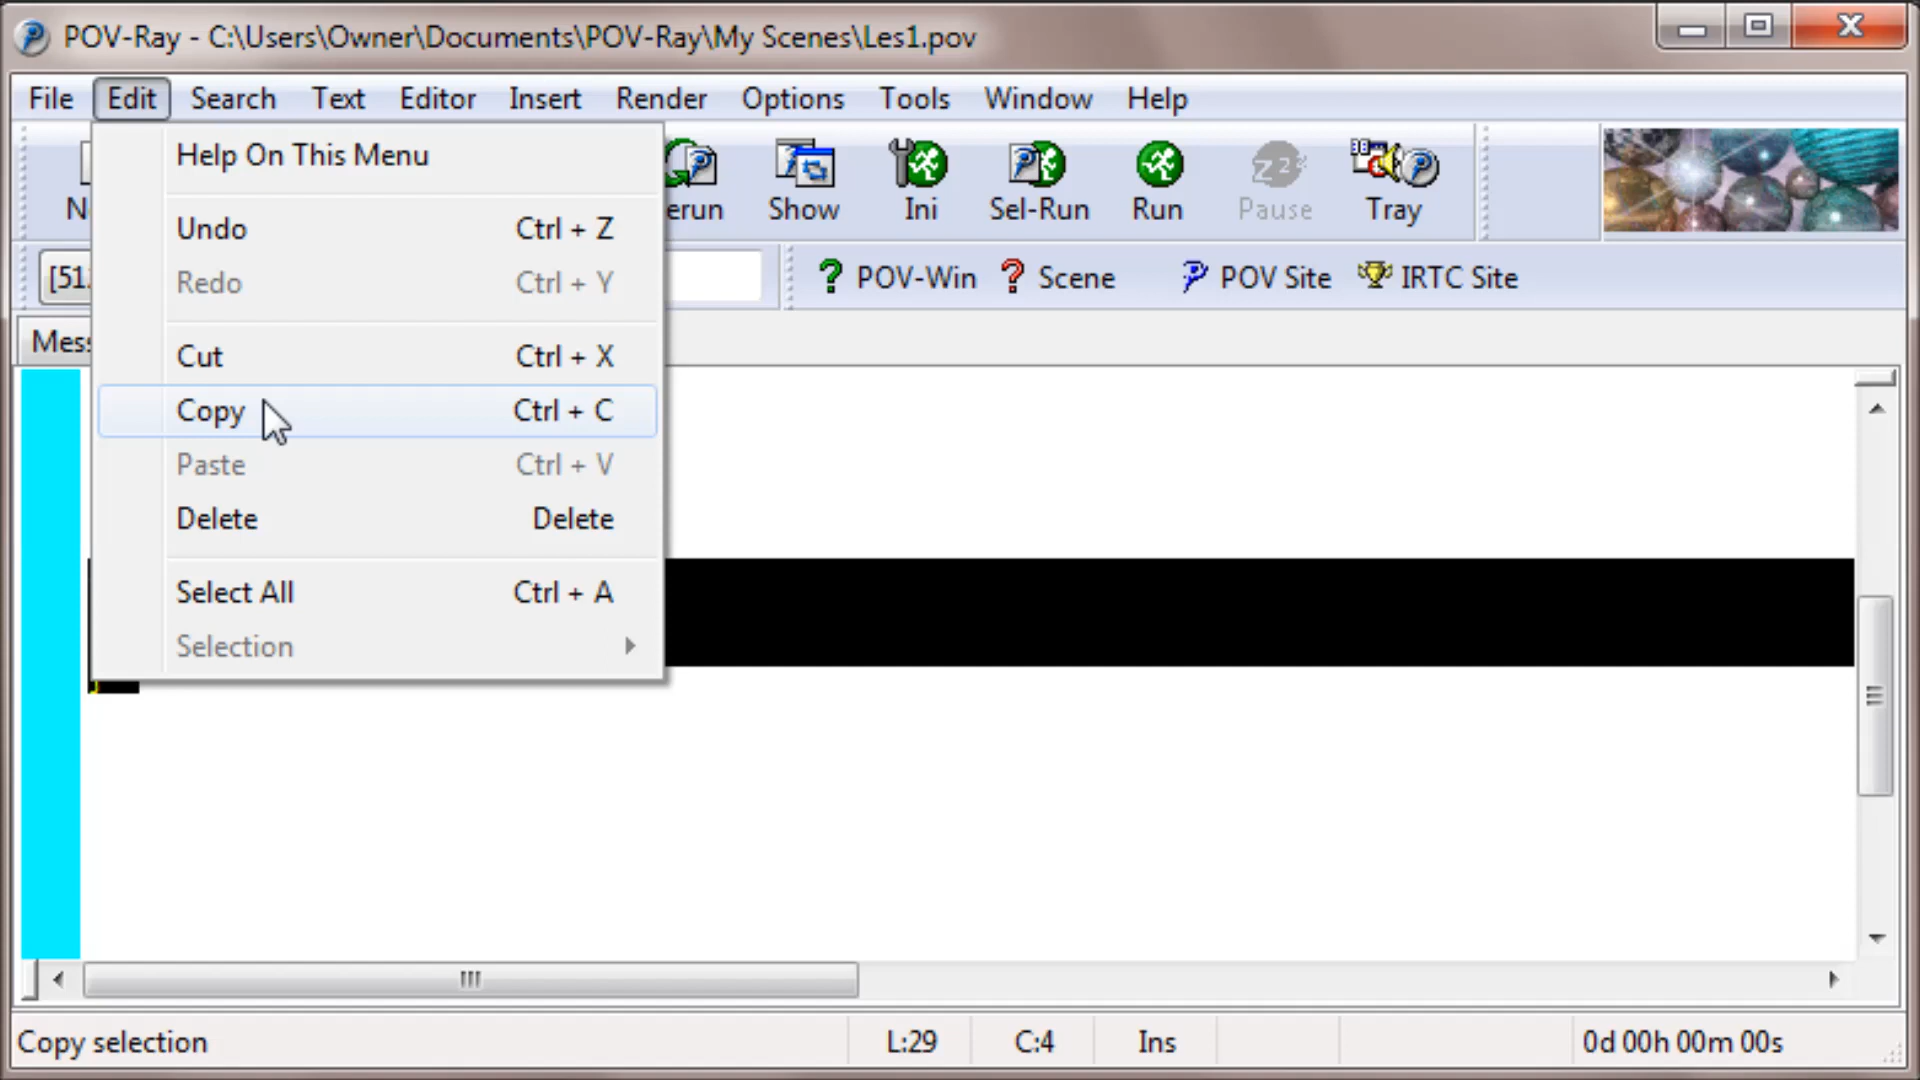 POV-Ray - C:\Users\Owner\Documents\POV-Ray\My Scenes\Les1.pov
File Edit Search Text Editor Insert Render Options Tools Window Help
Show Ini Sel-Run Run Pause Tray
POV-Win Scene POV Site IRTC Site
Help On This Menu
Undo Ctrl + Z
Redo Ctrl + Y
Cut Ctrl + X
Copy Ctrl + C
Paste Ctrl + V
Delete Delete
Select All Ctrl + A
Selection
Copy selection L:29 C:4 Ins 0d 00h 00m 00s